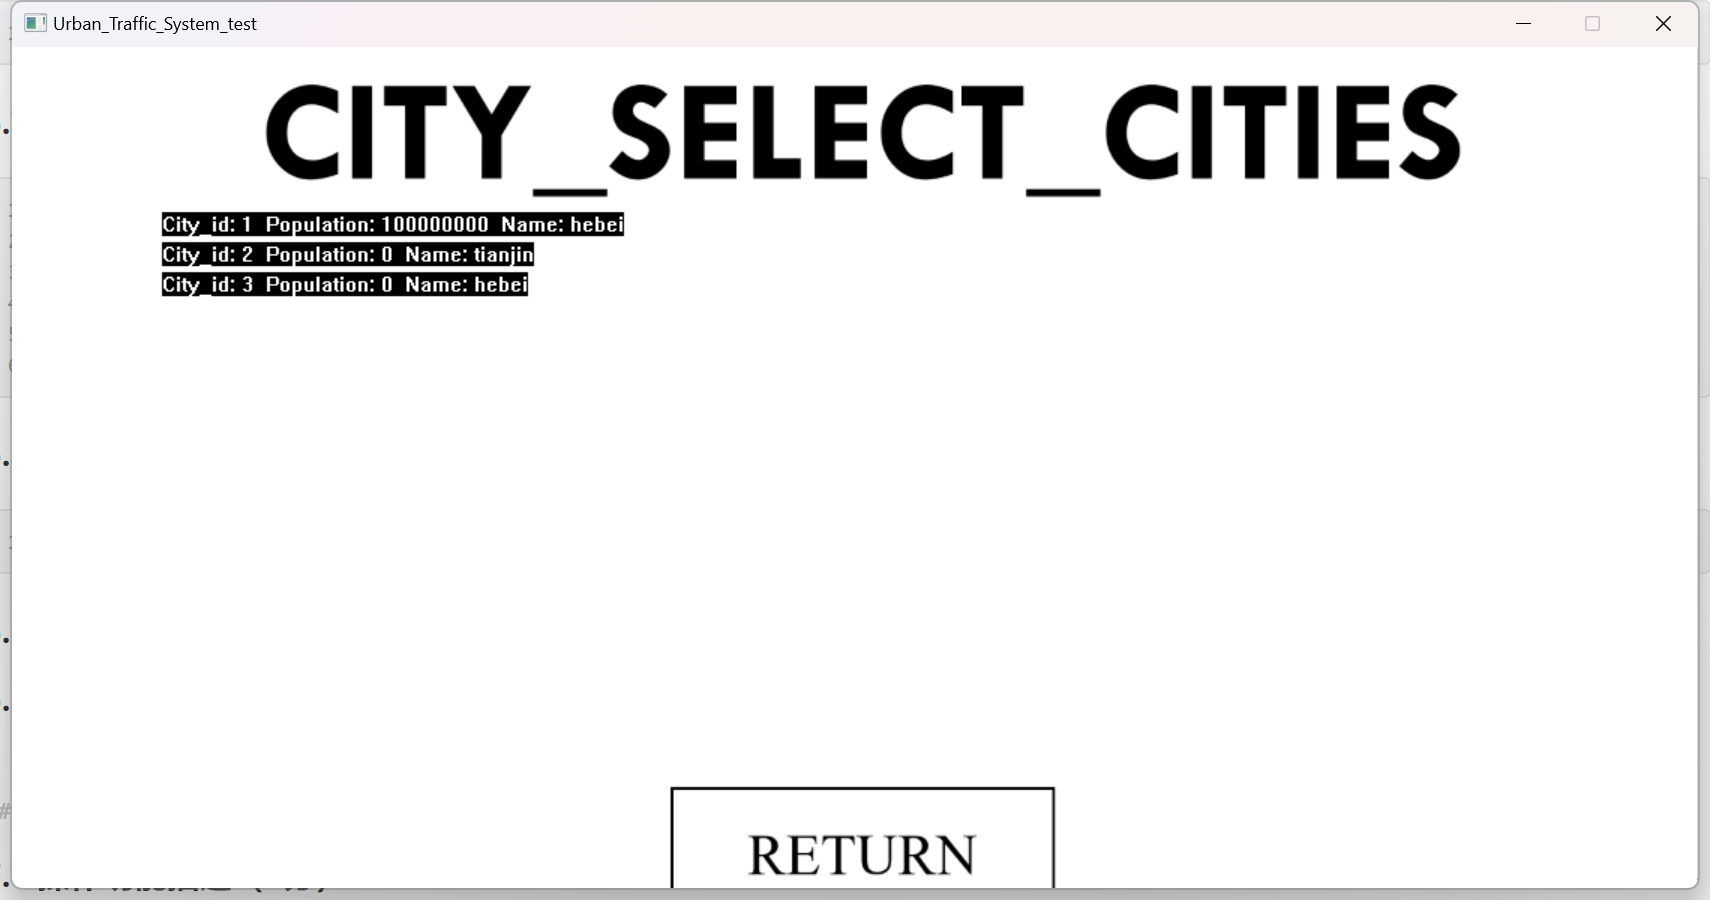 Urban_Traffic_System_test
CITY_SELECT_CITIES
City_id: 1  Population: 100000000  Name: hebei
City_id: 2  Population: 0  Name: tianjin
City_id: 3  Population: 0  Name: hebei
RETURN